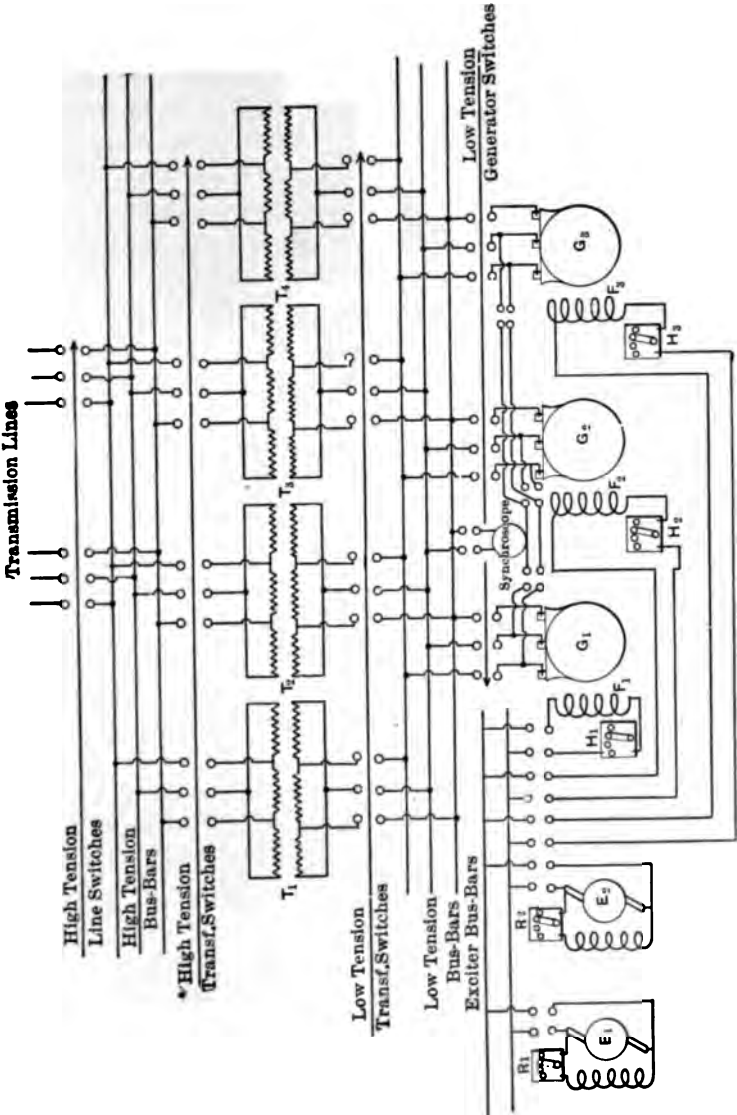 Transmission Lines
High Tension
Line Switches
High Tension
Bus-Bars
High Tension
Transf. Switches
T1
T2
T3
T4
Low Tension
Transf. Switches
Low Tension
Bus-Bars
Exciter Bus-Bars
Low Tension
Generator Switches
Synchroscope
G1
G2
G3
F1
F2
F3
H1
H2
H3
R1
R2
E1
E2